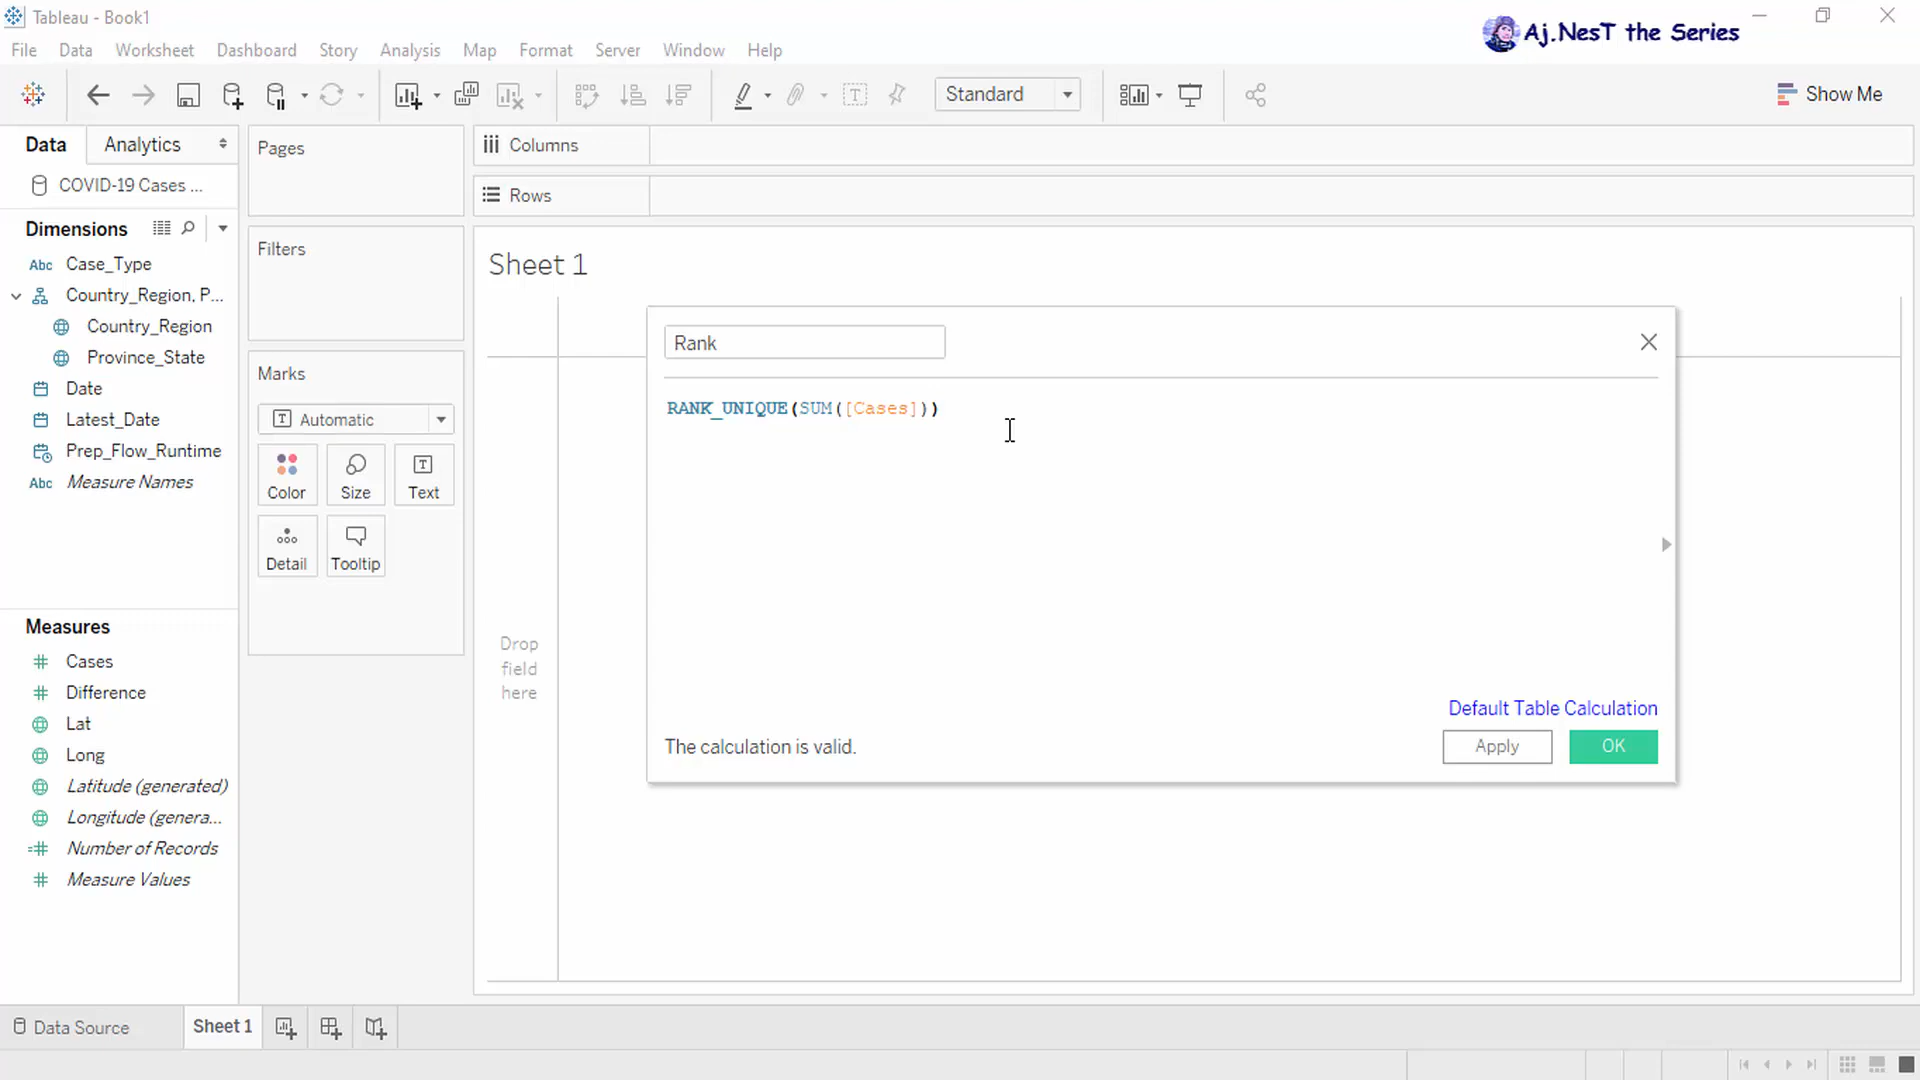 Tableau - Book1
Aj.NesT the Series
File Data Worksheet Dashboard Story Analysis Map Format Server Window Help
Standard
Show Me
Data Analytics
COVID-19 Cases ...
Dimensions
Abc Case_Type
Country_Region, P...
Country_Region
Province_State
Date
Latest_Date
Prep_Flow_Runtime
Abc Measure Names
Measures
Cases
Difference
Lat
Long
Latitude (generated)
Longitude (genera...
Number of Records
Measure Values
Pages
Filters
Marks
Automatic
Color Size Text
Detail Tooltip
Columns
Rows
Sheet 1
Drop
field
here
Rank
RANK_UNIQUE(SUM([Cases]))
Default Table Calculation
The calculation is valid.
Apply OK
Data Source Sheet 1